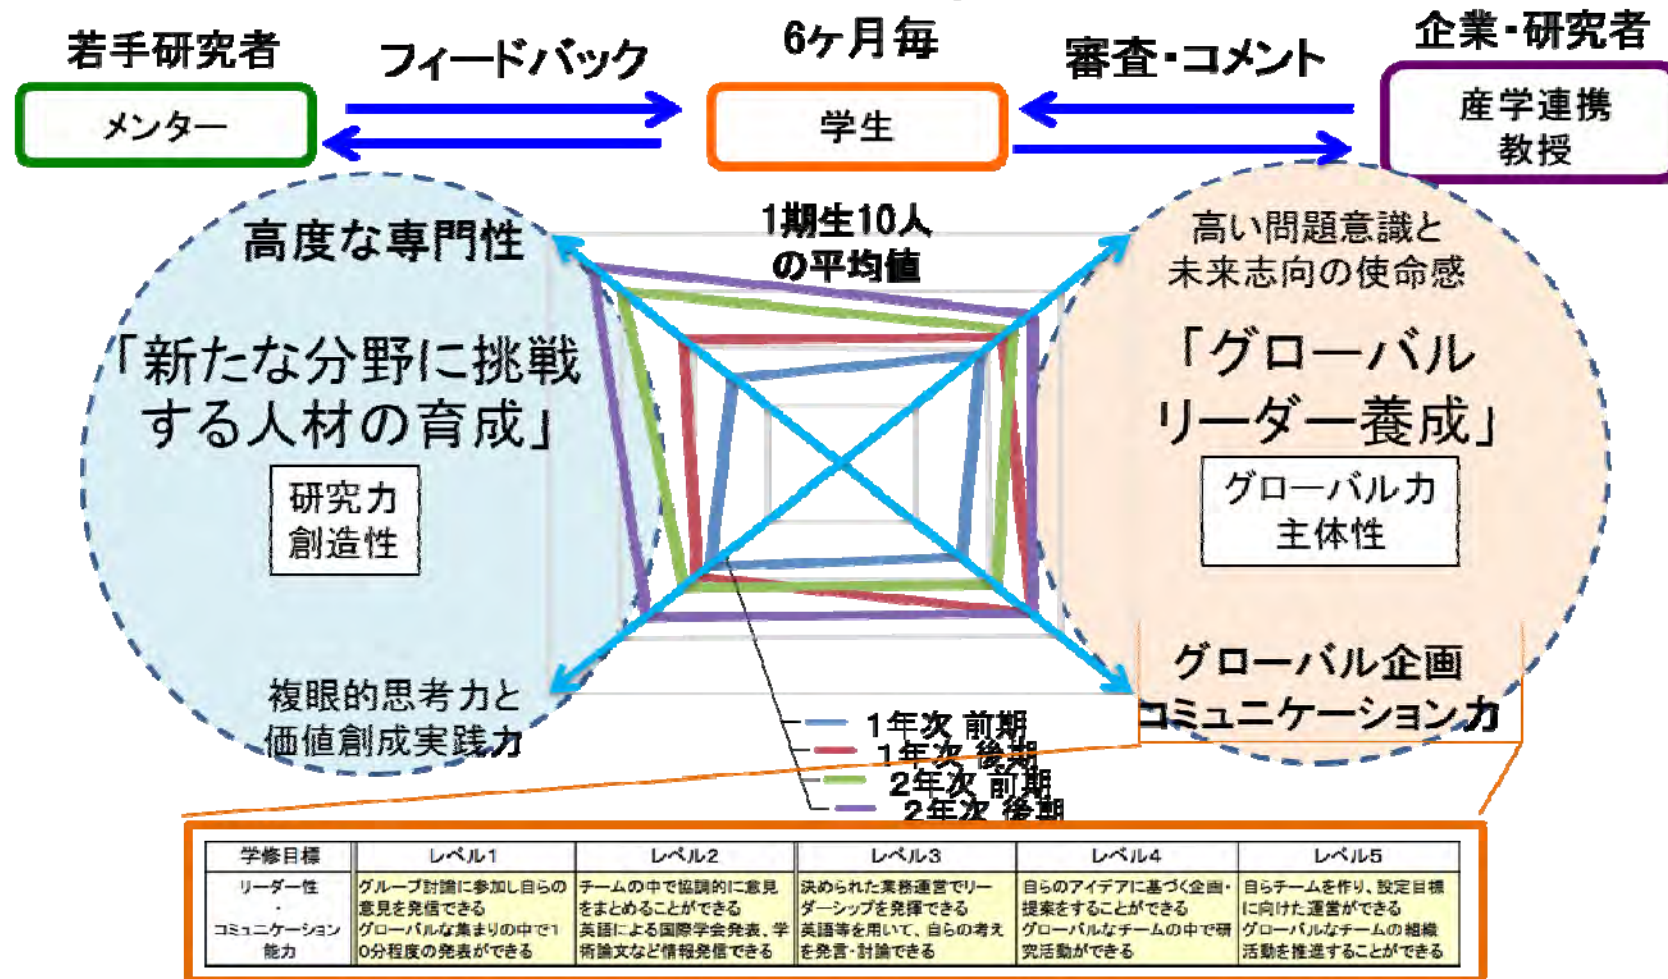 若手研究者
フィードバック
6ヶ月毎
審査・コメント
企業・研究者
メンター
学生
産学連携
教授
高度な専門性
1期生10人
の平均値
高い問題意識と
未来志向の使命感
「新たな分野に挑戦
する人材の育成」
「グローバル
リーダー養成」
研究力
創造性
グローバル力
主体性
複眼的思考力と
価値創成実践力
グローバル企画
コミュニケーション力
1年次 前期
1年次 後期
2年次 前期
2年次 後期
学修目標
レベル1
レベル2
レベル3
レベル4
レベル5
リーダー性
・
コミュニケーション
能力
グループ討論に参加し自らの
意見を発信できる
グローバルな集まりの中で1
0分程度の発表ができる
チームの中で協調的に意見
をまとめることができる
英語による国際学会発表、学
術論文など情報発信できる
決められた業務運営でリー
ダーシップを発揮できる
英語等を用いて、自らの考え
を発言・討論できる
自らのアイデアに基づく企画・
提案をすることができる
グローバルなチームの中で研
究活動ができる
自らチームを作り、設定目標
に向けた運営ができる
グローバルなチームの組織
活動を推進することができる